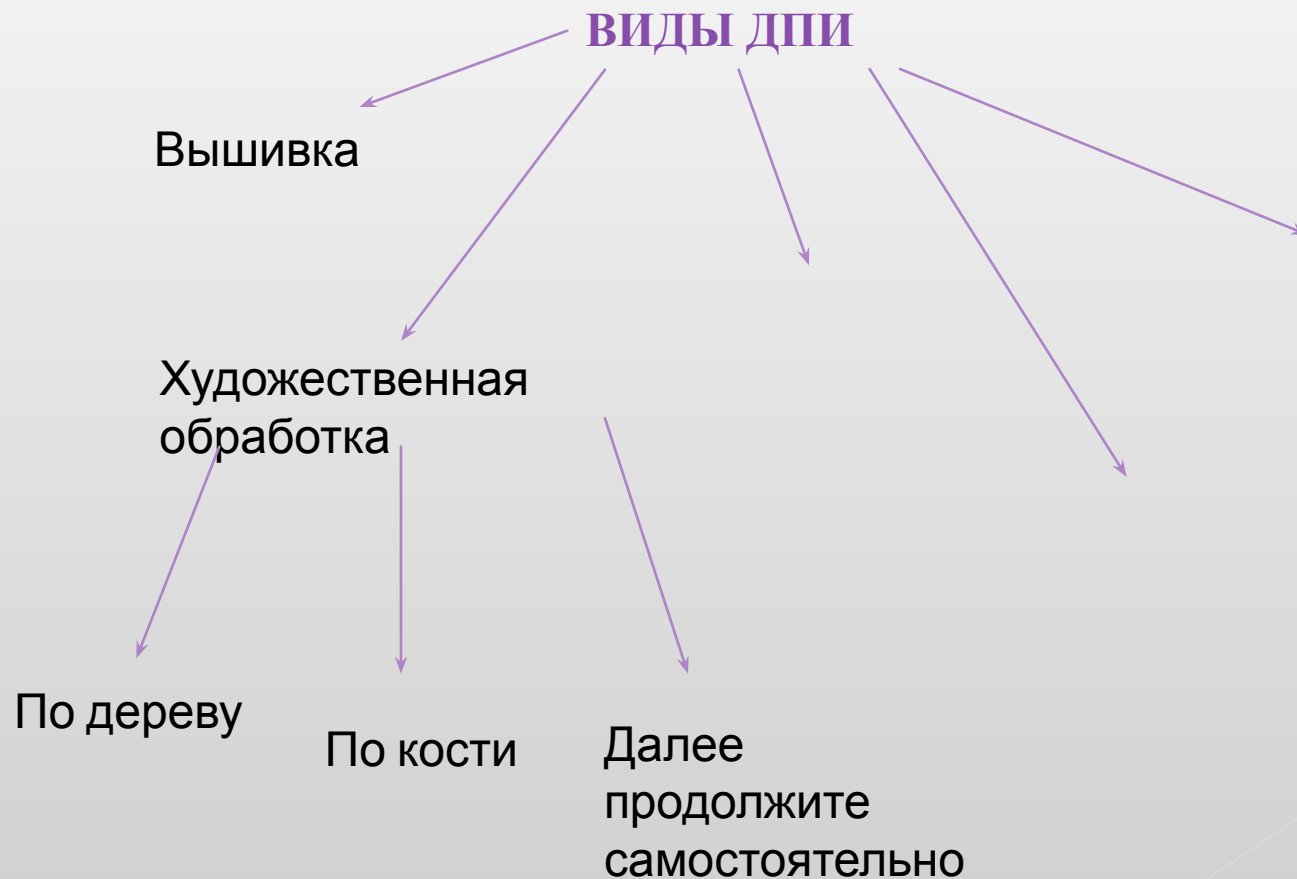 ВИДЫ ДПИ
Вышивка
Художественная
обработка
По дереву
По кости
Далее
продолжите
самостоятельно